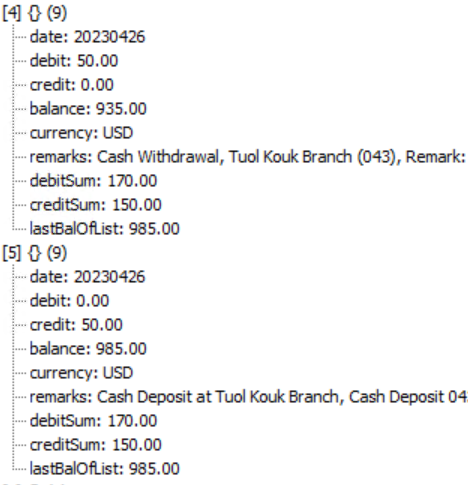 [4] {} (9)
date: 20230426
debit: 50.00
credit: 0.00
balance: 935.00
currency: USD
remarks: Cash Withdrawal, Tuol Kouk Branch (043), Remark:
debitSum: 170.00
creditSum: 150.00
lastBalOfList: 985.00
[5] {} (9)
date: 20230426
debit: 0.00
credit: 50.00
balance: 985.00
currency: USD
remarks: Cash Deposit at Tuol Kouk Branch, Cash Deposit 04
debitSum: 170.00
creditSum: 150.00
lastBalOfList: 985.00